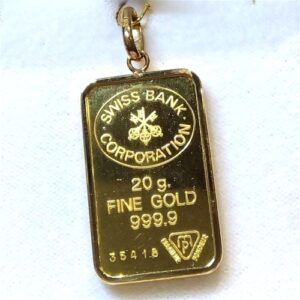 SWISS BANK
CORPORATION
20 g.
FINE GOLD
999.9
35418